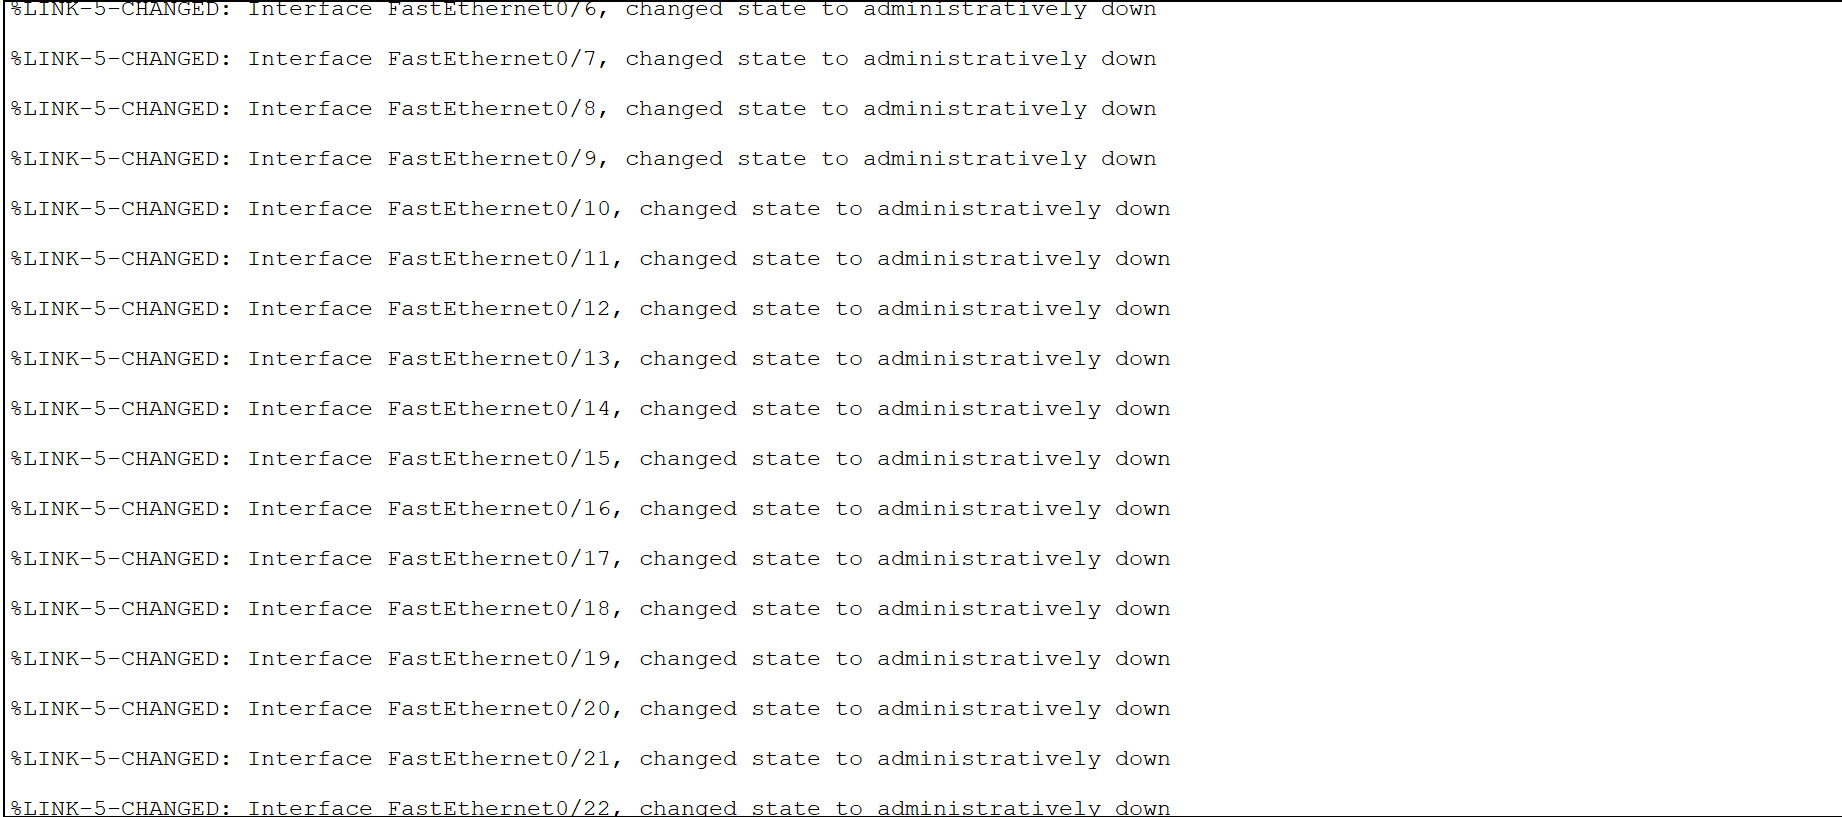 %LINK-5-CHANGED: Interface FastEthernet0/6, changed state to administratively down
%LINK-5-CHANGED: Interface FastEthernet0/7, changed state to administratively down
%LINK-5-CHANGED: Interface FastEthernet0/8, changed state to administratively down
%LINK-5-CHANGED: Interface FastEthernet0/9, changed state to administratively down
%LINK-5-CHANGED: Interface FastEthernet0/10, changed state to administratively down
%LINK-5-CHANGED: Interface FastEthernet0/11, changed state to administratively down
%LINK-5-CHANGED: Interface FastEthernet0/12, changed state to administratively down
%LINK-5-CHANGED: Interface FastEthernet0/13, changed state to administratively down
%LINK-5-CHANGED: Interface FastEthernet0/14, changed state to administratively down
%LINK-5-CHANGED: Interface FastEthernet0/15, changed state to administratively down
%LINK-5-CHANGED: Interface FastEthernet0/16, changed state to administratively down
%LINK-5-CHANGED: Interface FastEthernet0/17, changed state to administratively down
%LINK-5-CHANGED: Interface FastEthernet0/18, changed state to administratively down
%LINK-5-CHANGED: Interface FastEthernet0/19, changed state to administratively down
%LINK-5-CHANGED: Interface FastEthernet0/20, changed state to administratively down
%LINK-5-CHANGED: Interface FastEthernet0/21, changed state to administratively down
%LINK-5-CHANGED: Interface FastEthernet0/22, changed state to administratively down